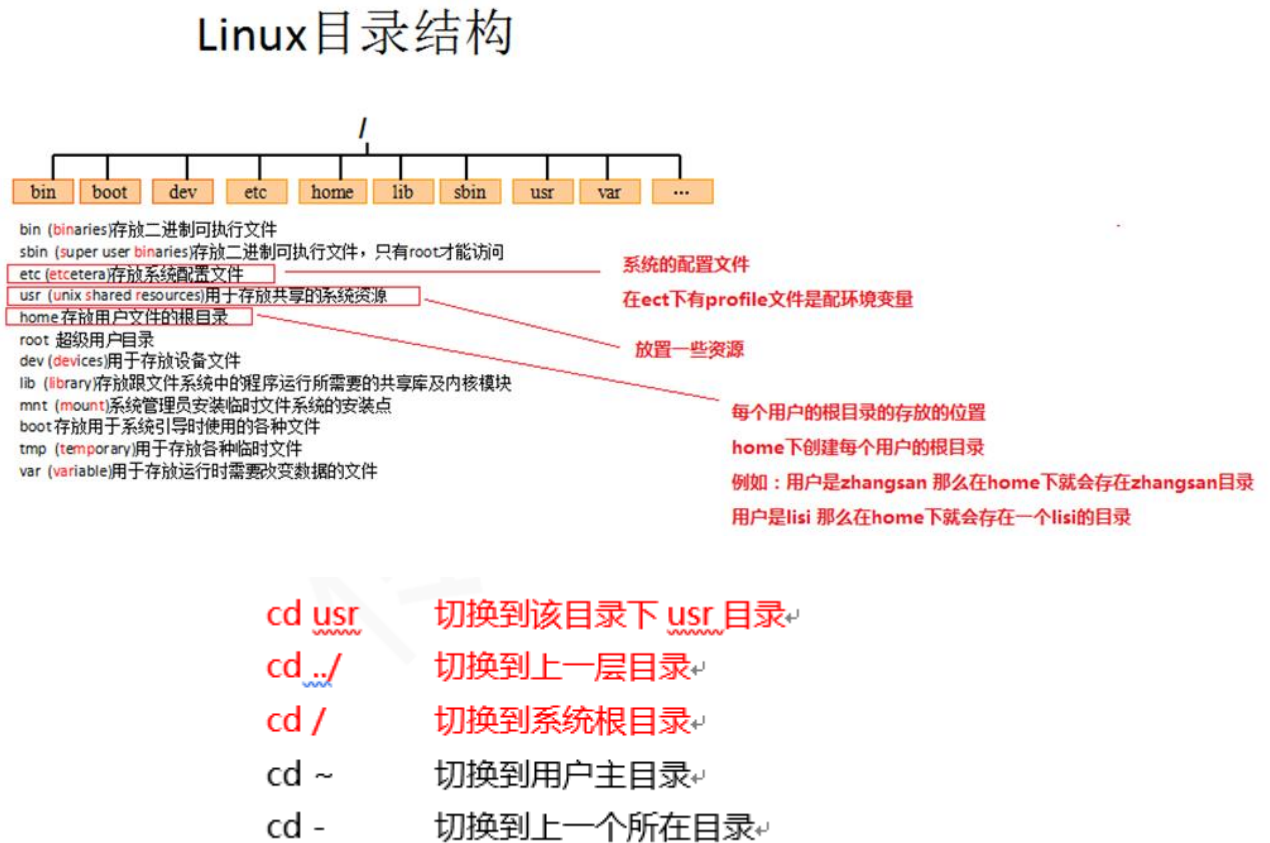 Linux目录结构
/
bin boot dev etc home lib sbin usr var ...
bin (binaries)存放二进制可执行文件
sbin (super user binaries)存放二进制可执行文件，只有root才能访问
etc (etcetera)存放系统配置文件
usr (unix shared resources)用于存放共享的系统资源
home 存放用户文件的根目录
root 超级用户目录
dev (devices)用于存放设备文件
lib (library)存放跟文件系统中的程序运行所需要的共享库及内核模块
mnt (mount)系统管理员安装临时文件系统的安装点
boot 存放用于系统引导时使用的各种文件
tmp (temporary)用于存放各种临时文件
var (variable)用于存放运行时需要改变数据的文件
系统的配置文件
在ect下有profile文件是配环境变量
放置一些资源
每个用户的根目录的存放的位置
home下创建每个用户的根目录
例如：用户是zhangsan 那么在home下就会存在zhangsan目录
用户是lisi 那么在home下就会存在一个lisi的目录
cd usr 切换到该目录下 usr 目录
cd ../ 切换到上一层目录
cd / 切换到系统根目录
cd ~ 切换到用户主目录
cd - 切换到上一个所在目录